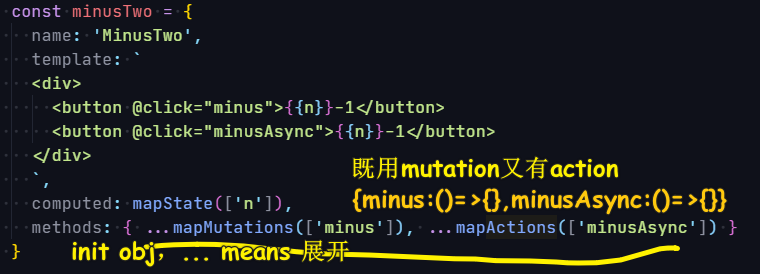 const minusTwo = {
name: 'MinusTwo',
template: `
<div>
<button @click="minus">{{n}}-1</button>
<button @click="minusAsync">{{n}}-1</button>
</div>
既用mutation又有action
`,
{minus:()=>{},minusAsync:()=>{}}
computed: mapState(['n']),
methods: { ...mapMutations(['minus']), ...mapActions(['minusAsync']) }
}
init obj，... means 展开